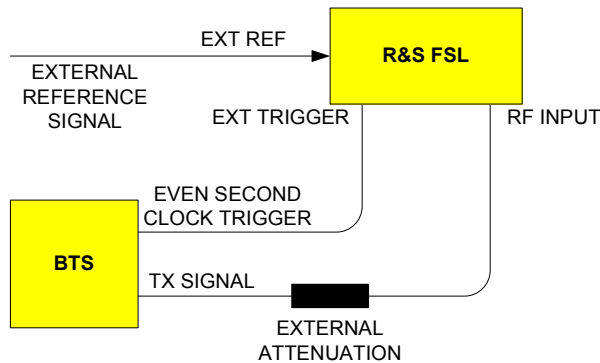 EXT REF
R&S FSL
EXTERNAL
REFERENCE
SIGNAL
EXT TRIGGER
RF INPUT
EVEN SECOND
CLOCK TRIGGER
BTS
TX SIGNAL
EXTERNAL
ATTENUATION